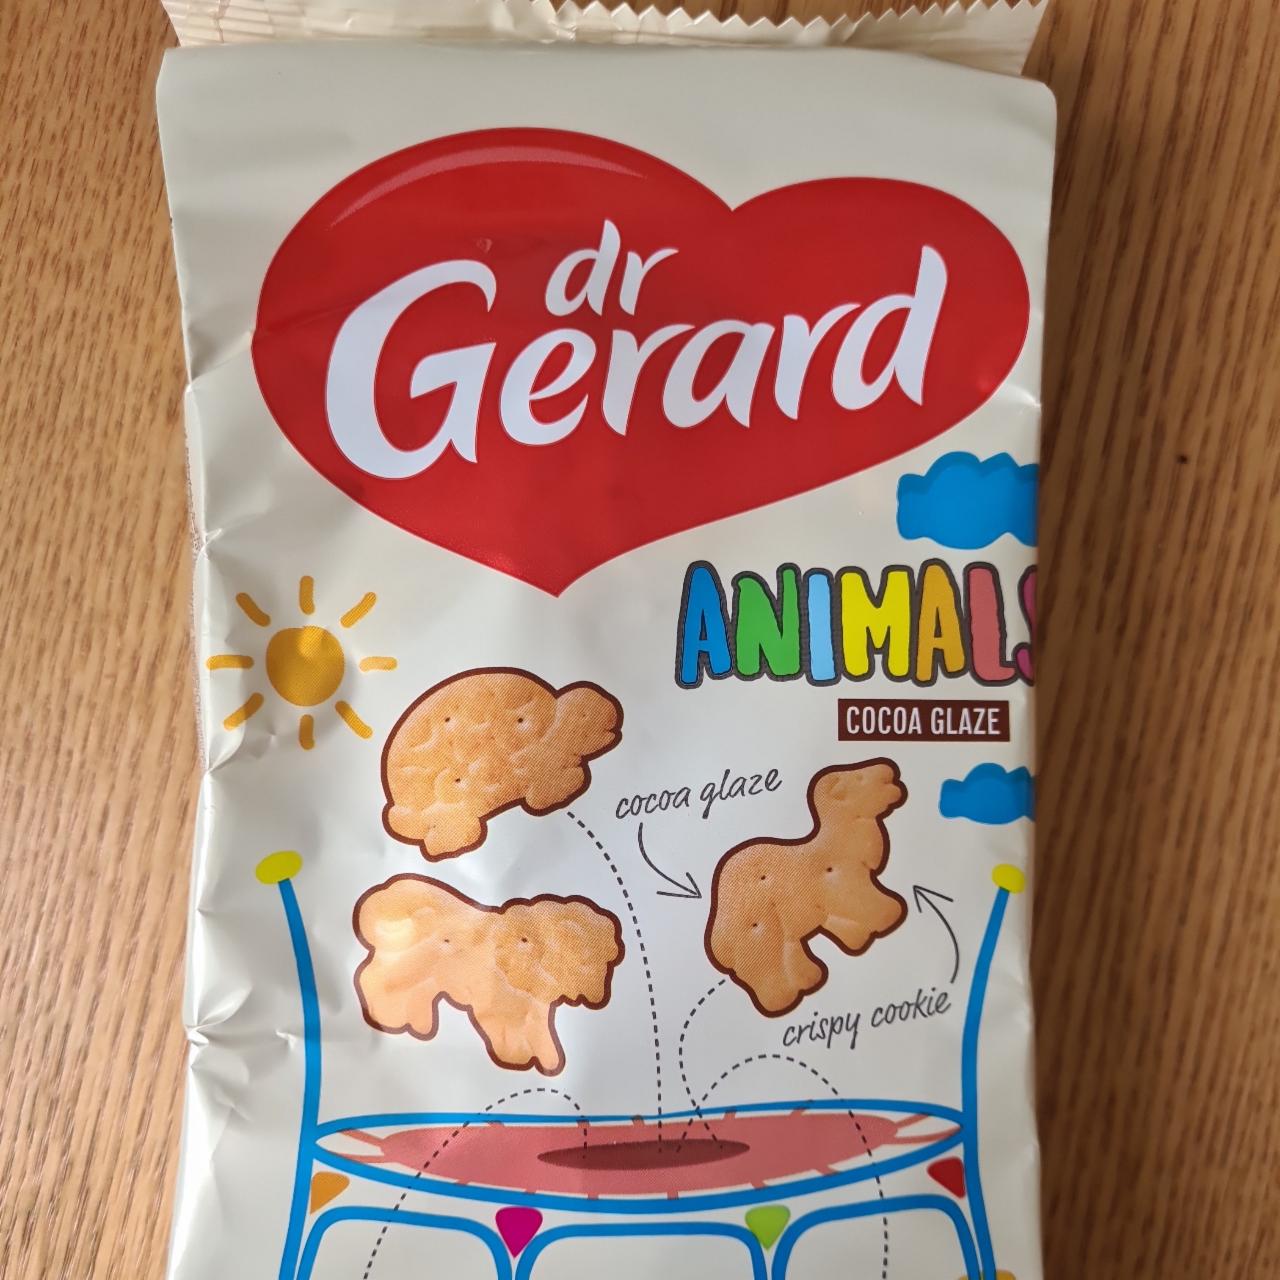 dr
Gerard
ANIMALS
COCOA GLAZE
cocoa glaze
crispy cookie